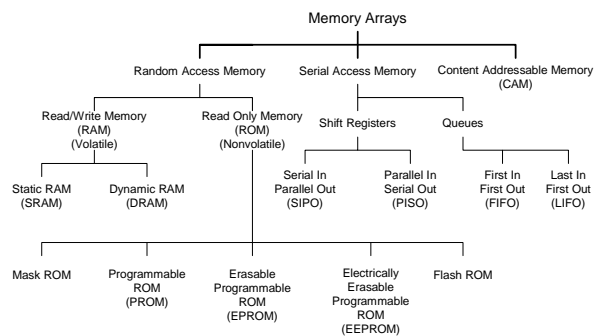 Memory Arrays
Random Access Memory
Serial Access Memory
Content Addressable Memory
(CAM)
Read/Write Memory
(RAM)
(Volatile)
Read Only Memory
(ROM)
(Nonvolatile)
Shift Registers
Queues
Static RAM
(SRAM)
Dynamic RAM
(DRAM)
Serial In
Parallel Out
(SIPO)
Parallel In
Serial Out
(PISO)
First In
First Out
(FIFO)
Last In
First Out
(LIFO)
Mask ROM
Programmable
ROM
(PROM)
Erasable
Programmable
ROM
(EPROM)
Electrically
Erasable
Programmable
ROM
(EEPROM)
Flash ROM